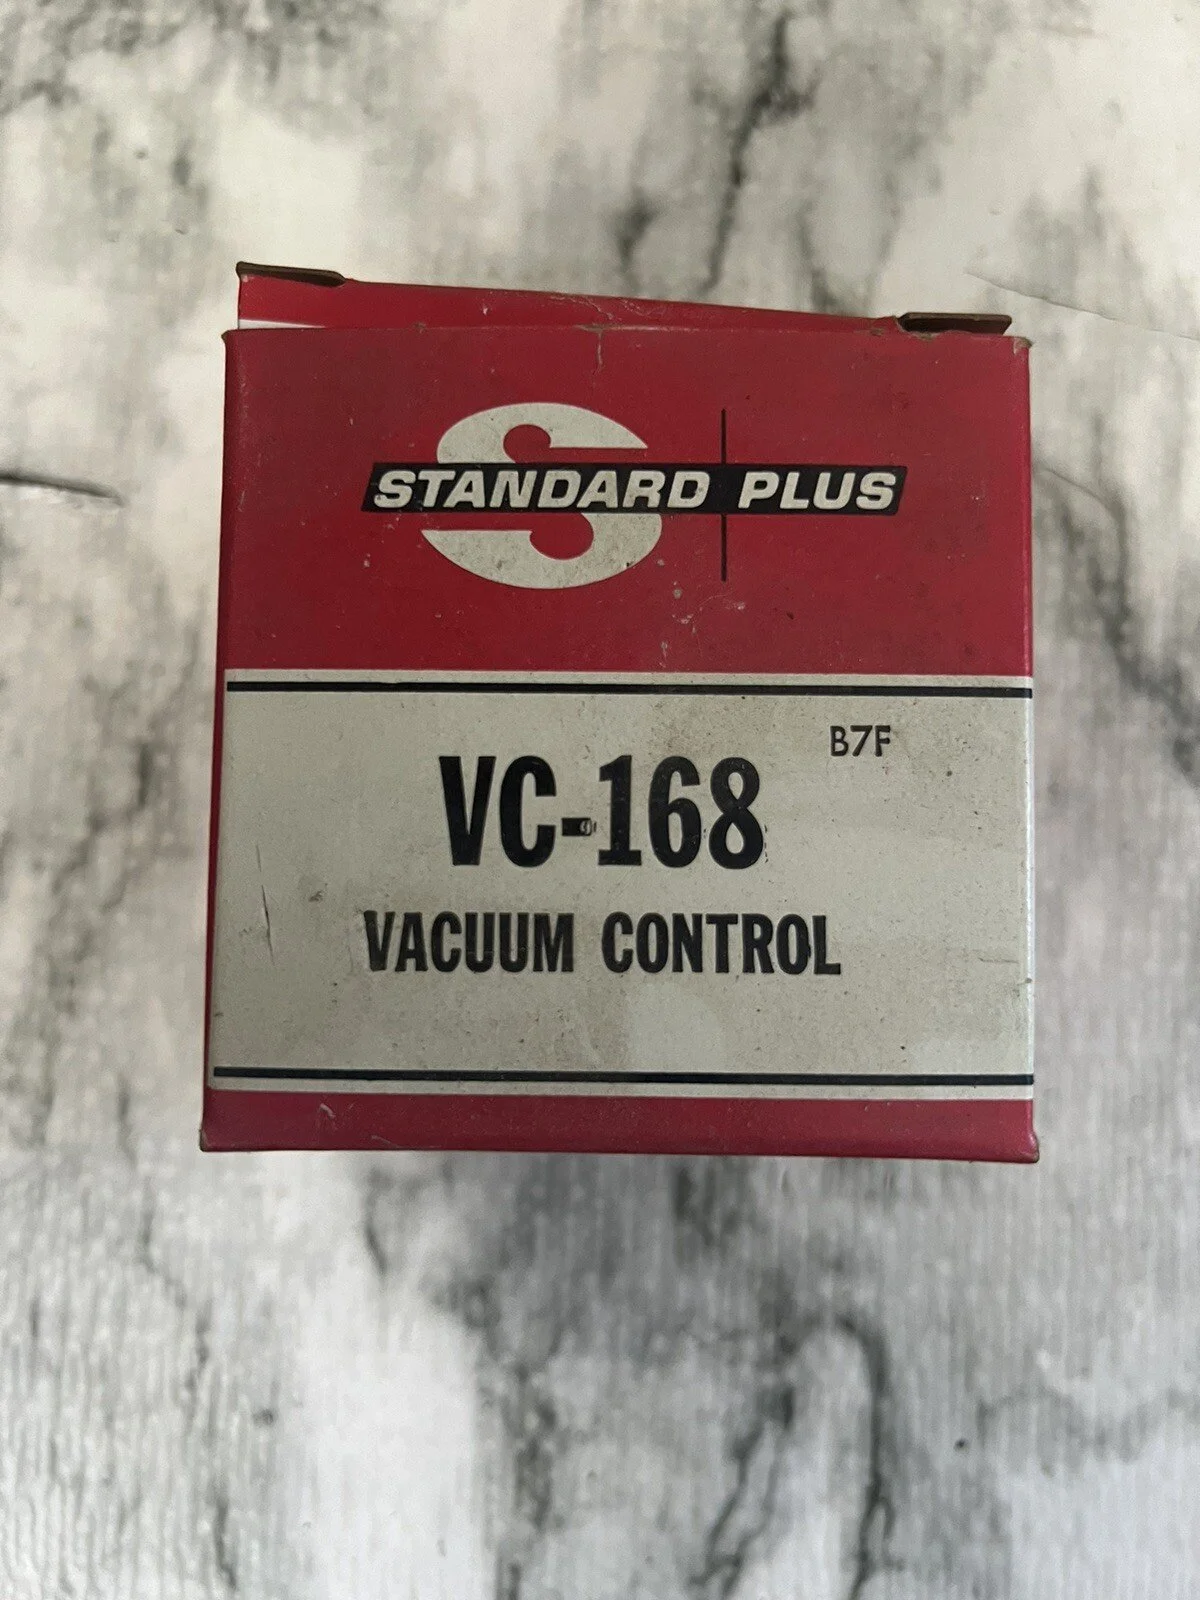 S
STANDARD PLUS
B7F
VC-168
VACUUM CONTROL